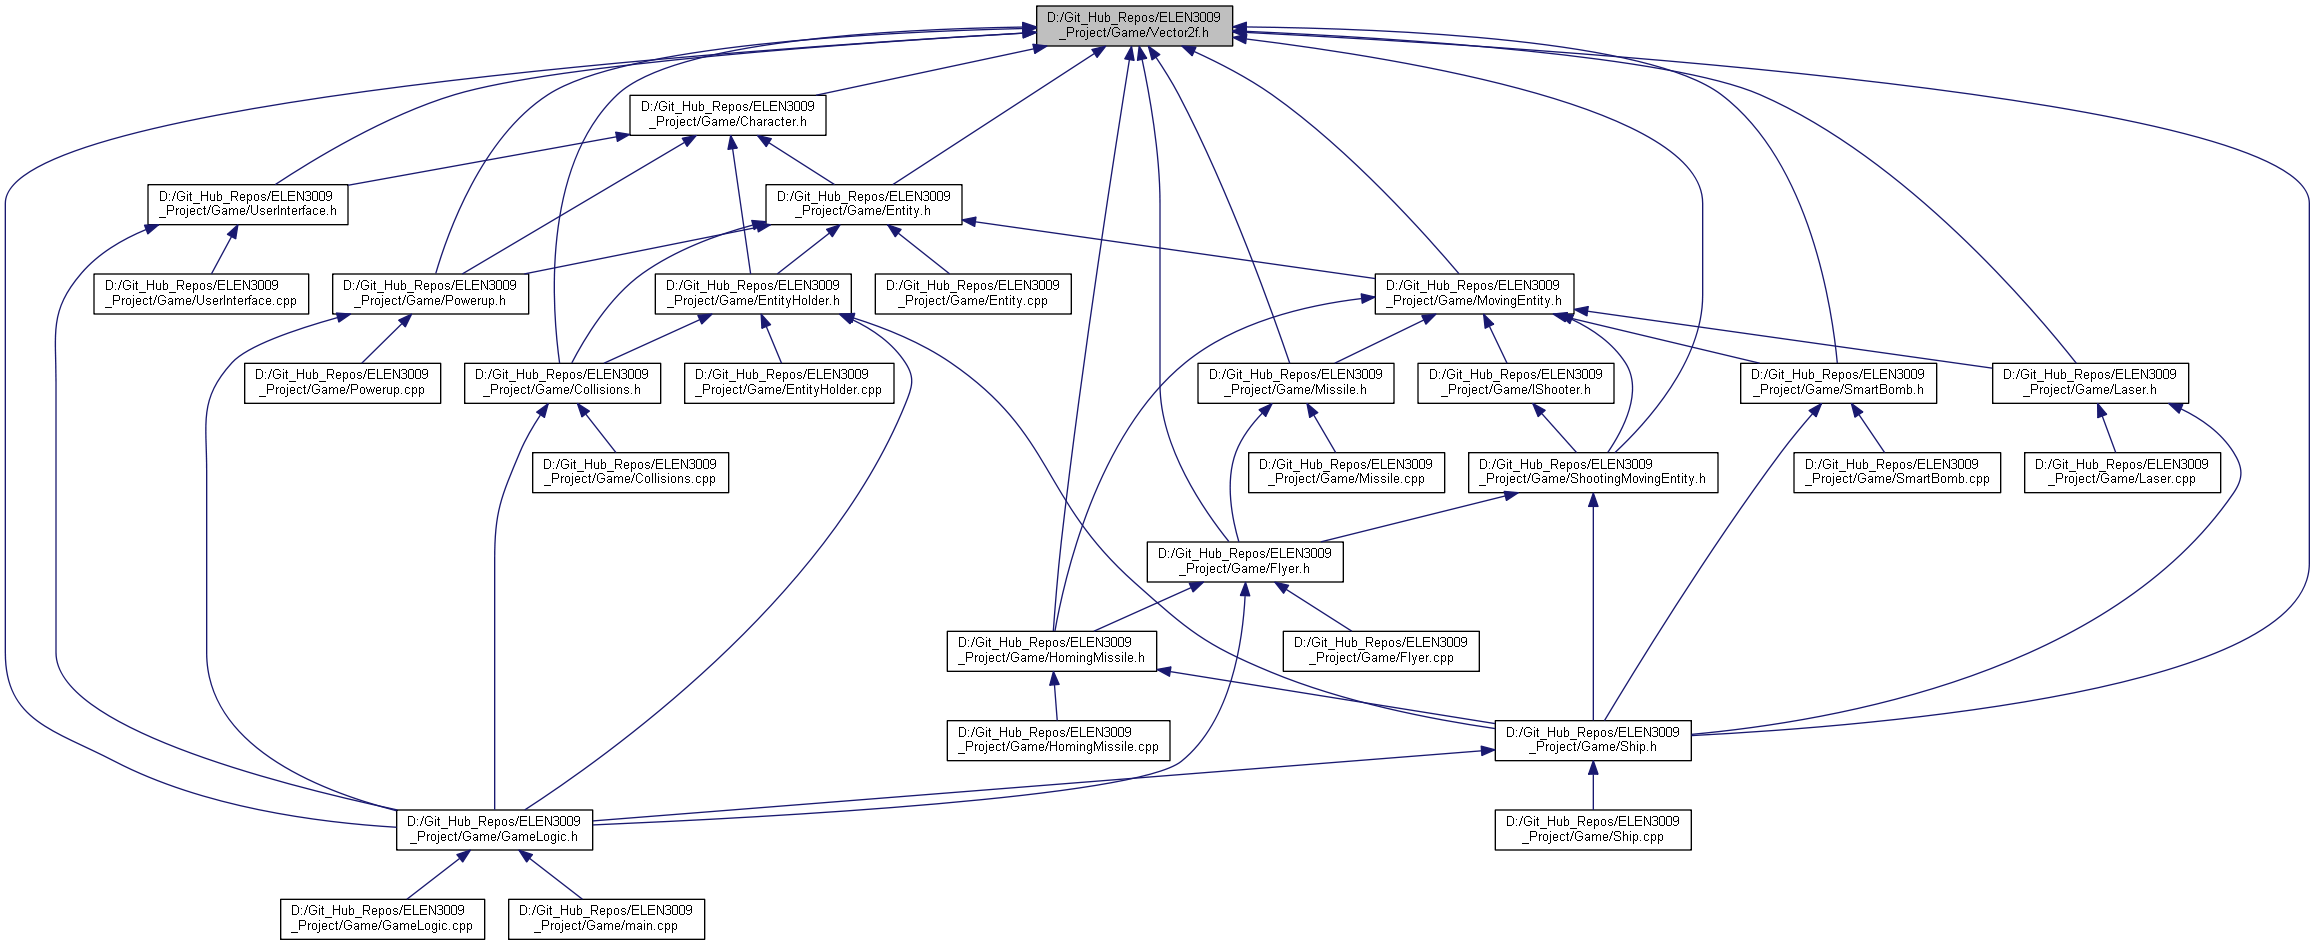 D:/Git_Hub_Repos/ELEN3009
_Project/Game/Vector2f.h
D:/Git_Hub_Repos/ELEN3009
_Project/Game/Character.h
D:/Git_Hub_Repos/ELEN3009
_Project/Game/UserInterface.h
D:/Git_Hub_Repos/ELEN3009
_Project/Game/Entity.h
D:/Git_Hub_Repos/ELEN3009
_Project/Game/UserInterface.cpp
D:/Git_Hub_Repos/ELEN3009
_Project/Game/Powerup.h
D:/Git_Hub_Repos/ELEN3009
_Project/Game/EntityHolder.h
D:/Git_Hub_Repos/ELEN3009
_Project/Game/Entity.cpp
D:/Git_Hub_Repos/ELEN3009
_Project/Game/MovingEntity.h
D:/Git_Hub_Repos/ELEN3009
_Project/Game/Powerup.cpp
D:/Git_Hub_Repos/ELEN3009
_Project/Game/Collisions.h
D:/Git_Hub_Repos/ELEN3009
_Project/Game/EntityHolder.cpp
D:/Git_Hub_Repos/ELEN3009
_Project/Game/Missile.h
D:/Git_Hub_Repos/ELEN3009
_Project/Game/IShooter.h
D:/Git_Hub_Repos/ELEN3009
_Project/Game/SmartBomb.h
D:/Git_Hub_Repos/ELEN3009
_Project/Game/Laser.h
D:/Git_Hub_Repos/ELEN3009
_Project/Game/Collisions.cpp
D:/Git_Hub_Repos/ELEN3009
_Project/Game/Missile.cpp
D:/Git_Hub_Repos/ELEN3009
_Project/Game/ShootingMovingEntity.h
D:/Git_Hub_Repos/ELEN3009
_Project/Game/SmartBomb.cpp
D:/Git_Hub_Repos/ELEN3009
_Project/Game/Laser.cpp
D:/Git_Hub_Repos/ELEN3009
_Project/Game/Flyer.h
D:/Git_Hub_Repos/ELEN3009
_Project/Game/HomingMissile.h
D:/Git_Hub_Repos/ELEN3009
_Project/Game/Flyer.cpp
D:/Git_Hub_Repos/ELEN3009
_Project/Game/HomingMissile.cpp
D:/Git_Hub_Repos/ELEN3009
_Project/Game/Ship.h
D:/Git_Hub_Repos/ELEN3009
_Project/Game/GameLogic.h
D:/Git_Hub_Repos/ELEN3009
_Project/Game/Ship.cpp
D:/Git_Hub_Repos/ELEN3009
_Project/Game/GameLogic.cpp
D:/Git_Hub_Repos/ELEN3009
_Project/Game/main.cpp